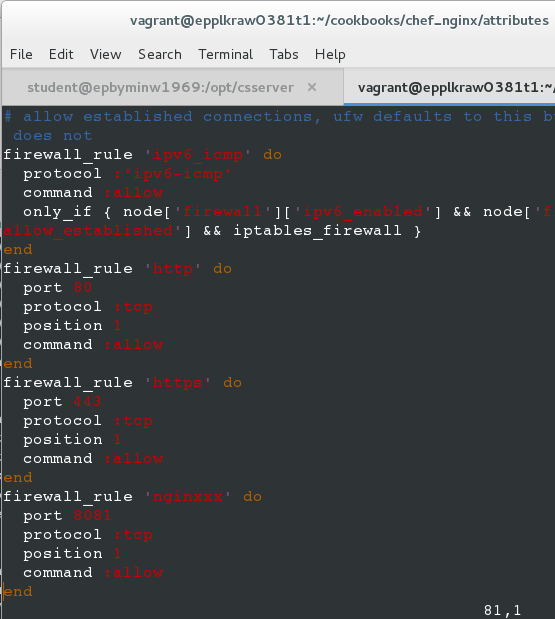 vagrant@epplkraw0381t1:~/cookbooks/chef_nginx/attributes
File Edit View Search Terminal Tabs Help
student@epbyminw1969:/opt/csserver × vagrant@epplkraw0381t1:~/
# allow established connections, ufw defaults to this b
does not
firewall_rule 'ipv6_icmp' do
protocol :'ipv6-icmp'
command :allow
only_if { node['firewall']['ipv6_enabled'] && node['f
allow_established'] && iptables_firewall }
end
firewall_rule 'http' do
port 80
protocol :tcp
position 1
command :allow
end
firewall_rule 'https' do
port 443
protocol :tcp
position 1
command :allow
end
firewall_rule 'nginxxx' do
port 8081
protocol :tcp
position 1
command :allow
end
81,1